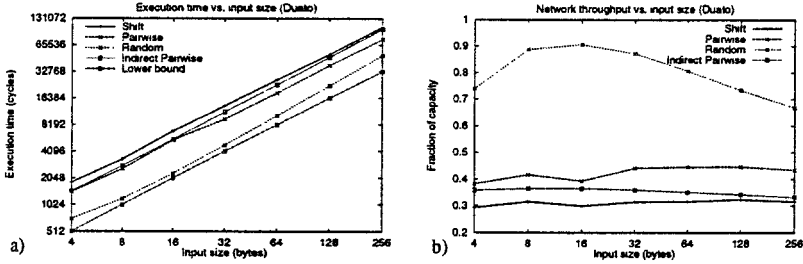 Execution time vs. input size (Duato)
Execution time (cycles)
131072
65536
32768
16384
8192
4096
2048
1024
512
Shift
Pairwise
Random
Indirect Pairwise
Lower bound
4
8
16
32
64
128
256
Input size (bytes)
a)
Network throughput vs. input size (Duato)
Fraction of capacity
1
0.9
0.8
0.7
0.6
0.5
0.4
0.3
0.2
Shift
Pairwise
Random
Indirect Pairwise
4
8
16
32
64
128
256
Input size (bytes)
b)